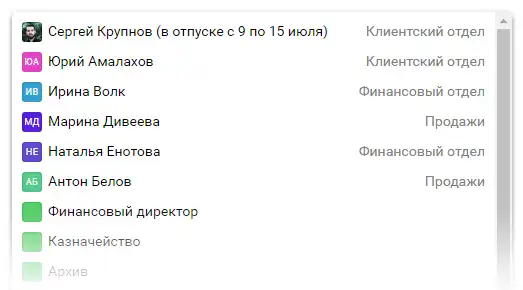 Сергей Крупнов (в отпуске с 9 по 15 июля) Клиентский отдел
ЮА Юрий Амалахов Клиентский отдел
ИВ Ирина Волк Финансовый отдел
МД Марина Дивеева Продажи
НЕ Наталья Енотова Финансовый отдел
АБ Антон Белов Продажи
Финансовый директор
Казначейство
Архив